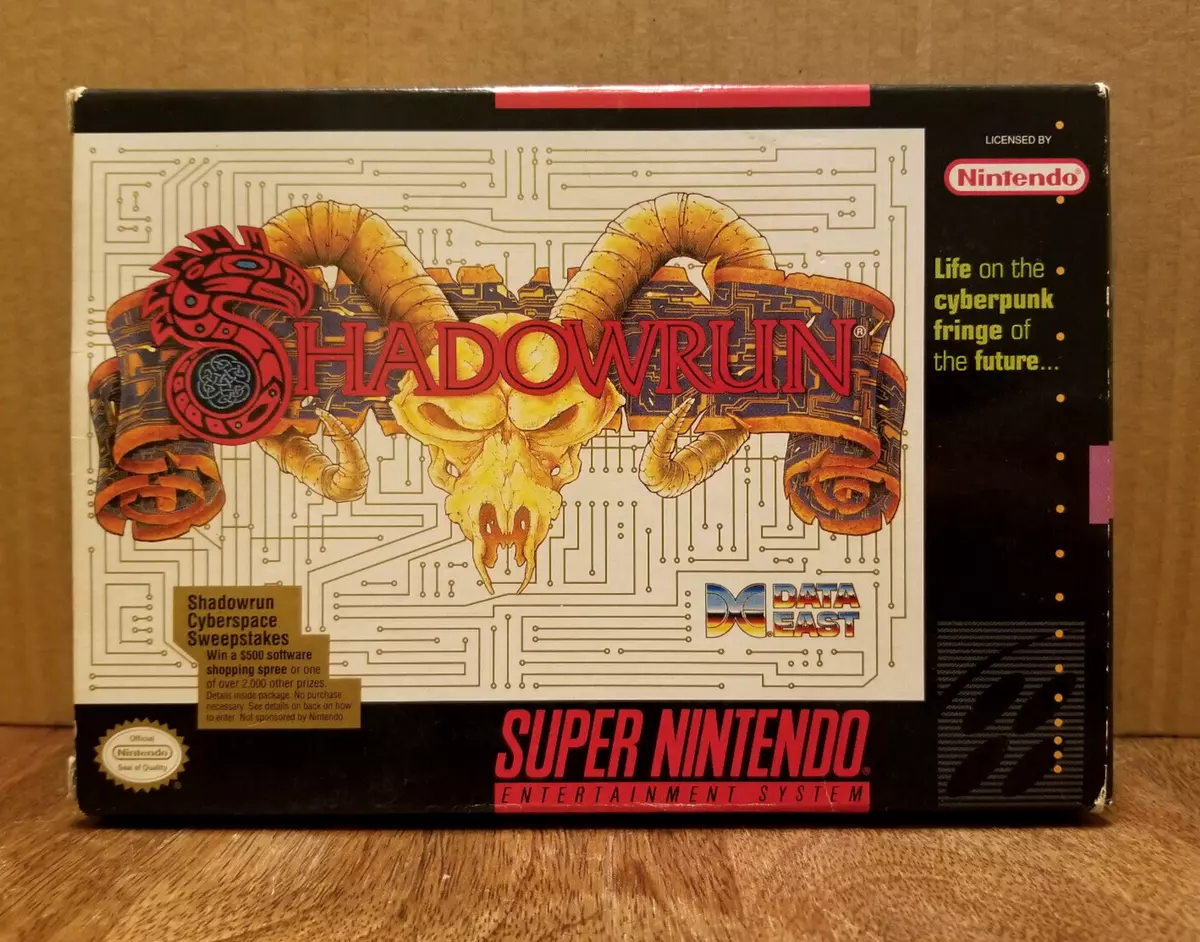 LICENSED BY
Nintendo®
Life on the
cyberpunk
fringe of
the future...
SHADOWRUN®
Shadowrun
Cyberspace
Sweepstakes
Win a $500 software
shopping spree or one
of over 2,000 other prizes.
Details inside package. No purchase
necessary. See details on back on how
to enter. Not sponsored by Nintendo
DATA
EAST
Official
Nintendo
Seal of Quality
SUPER NINTENDO®
ENTERTAINMENT SYSTEM